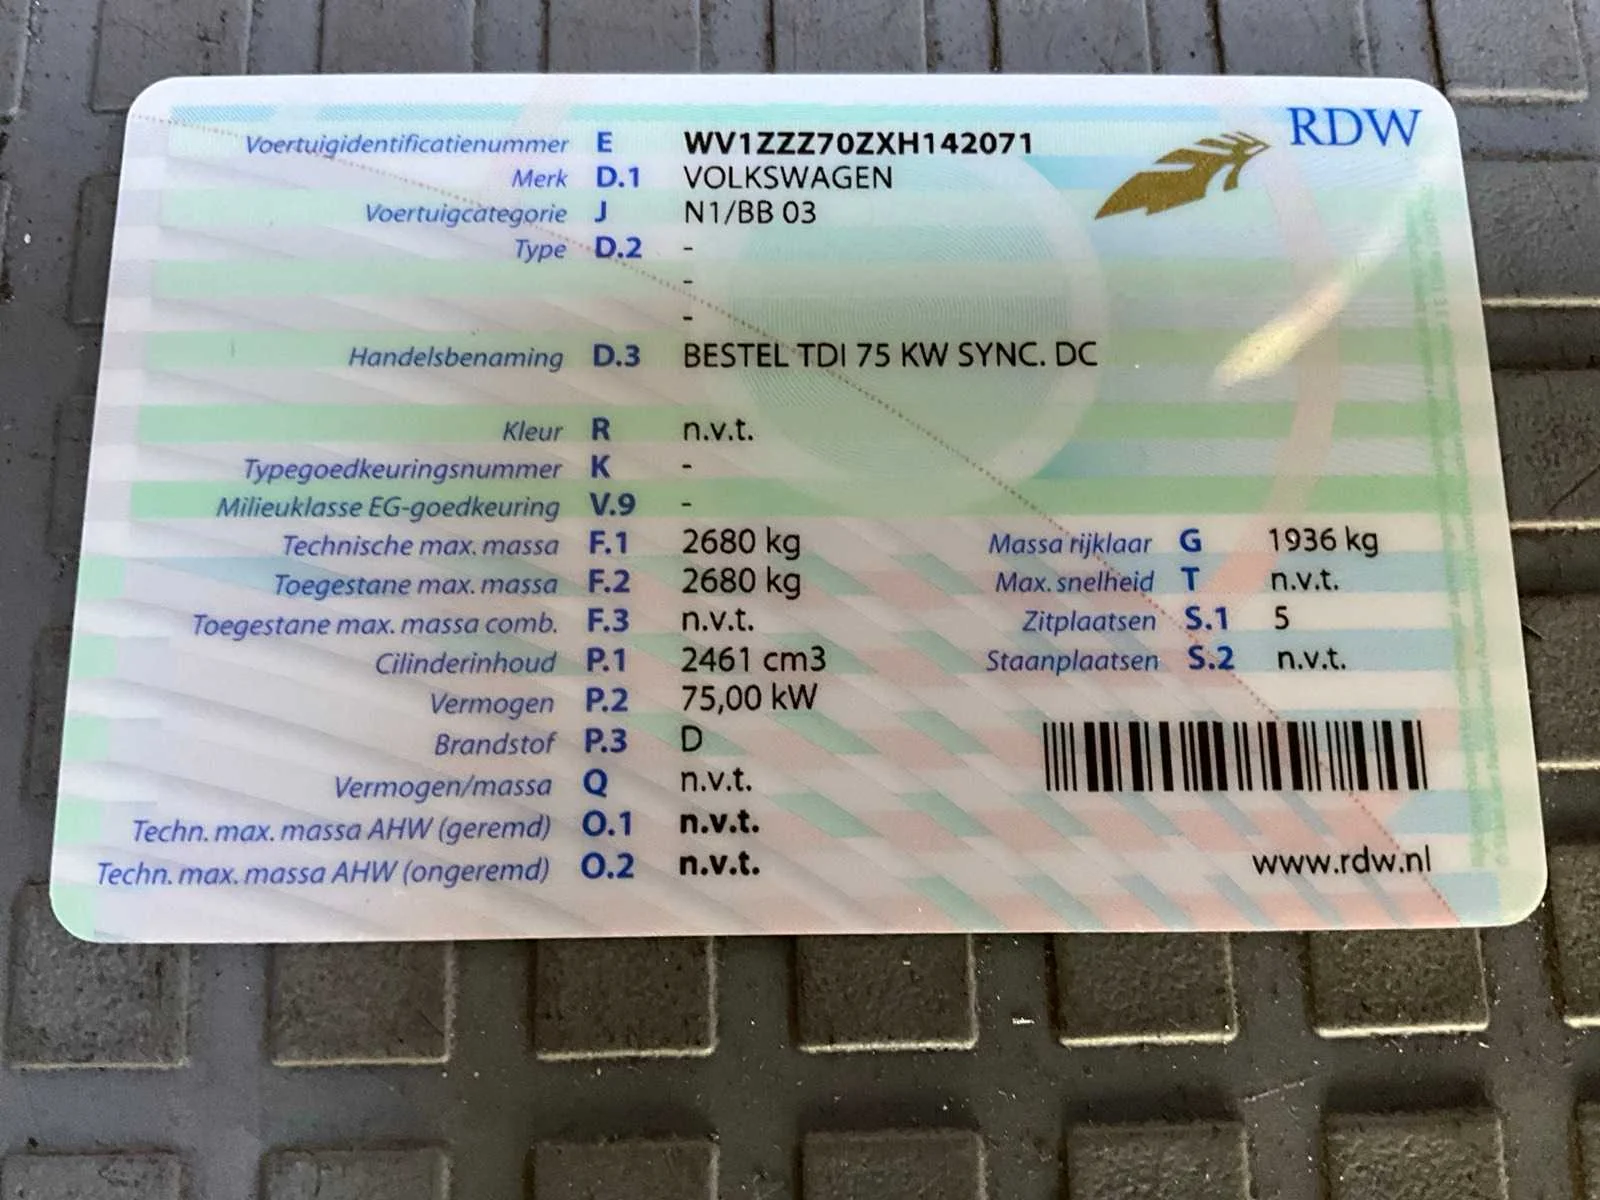 RDW
Voertuigidentificatienummer E WV1ZZZ70ZXH142071
Merk D.1 VOLKSWAGEN
Voertuigcategorie J N1/BB 03
Type D.2 -
-
-
Handelsbenaming D.3 BESTEL TDI 75 KW SYNC. DC
Kleur R n.v.t.
Typegoedkeuringsnummer K -
Milieuklasse EG-goedkeuring V.9 -
Technische max. massa F.1 2680 kg Massa rijklaar G 1936 kg
Toegestane max. massa F.2 2680 kg Max. snelheid T n.v.t.
Toegestane max. massa comb. F.3 n.v.t. Zitplaatsen S.1 5
Cilinderinhoud P.1 2461 cm3 Staanplaatsen S.2 n.v.t.
Vermogen P.2 75,00 kW
Brandstof P.3 D
Vermogen/massa Q n.v.t.
Techn. max. massa AHW (geremd) O.1 n.v.t.
Techn. max. massa AHW (ongeremd) O.2 n.v.t.
www.rdw.nl